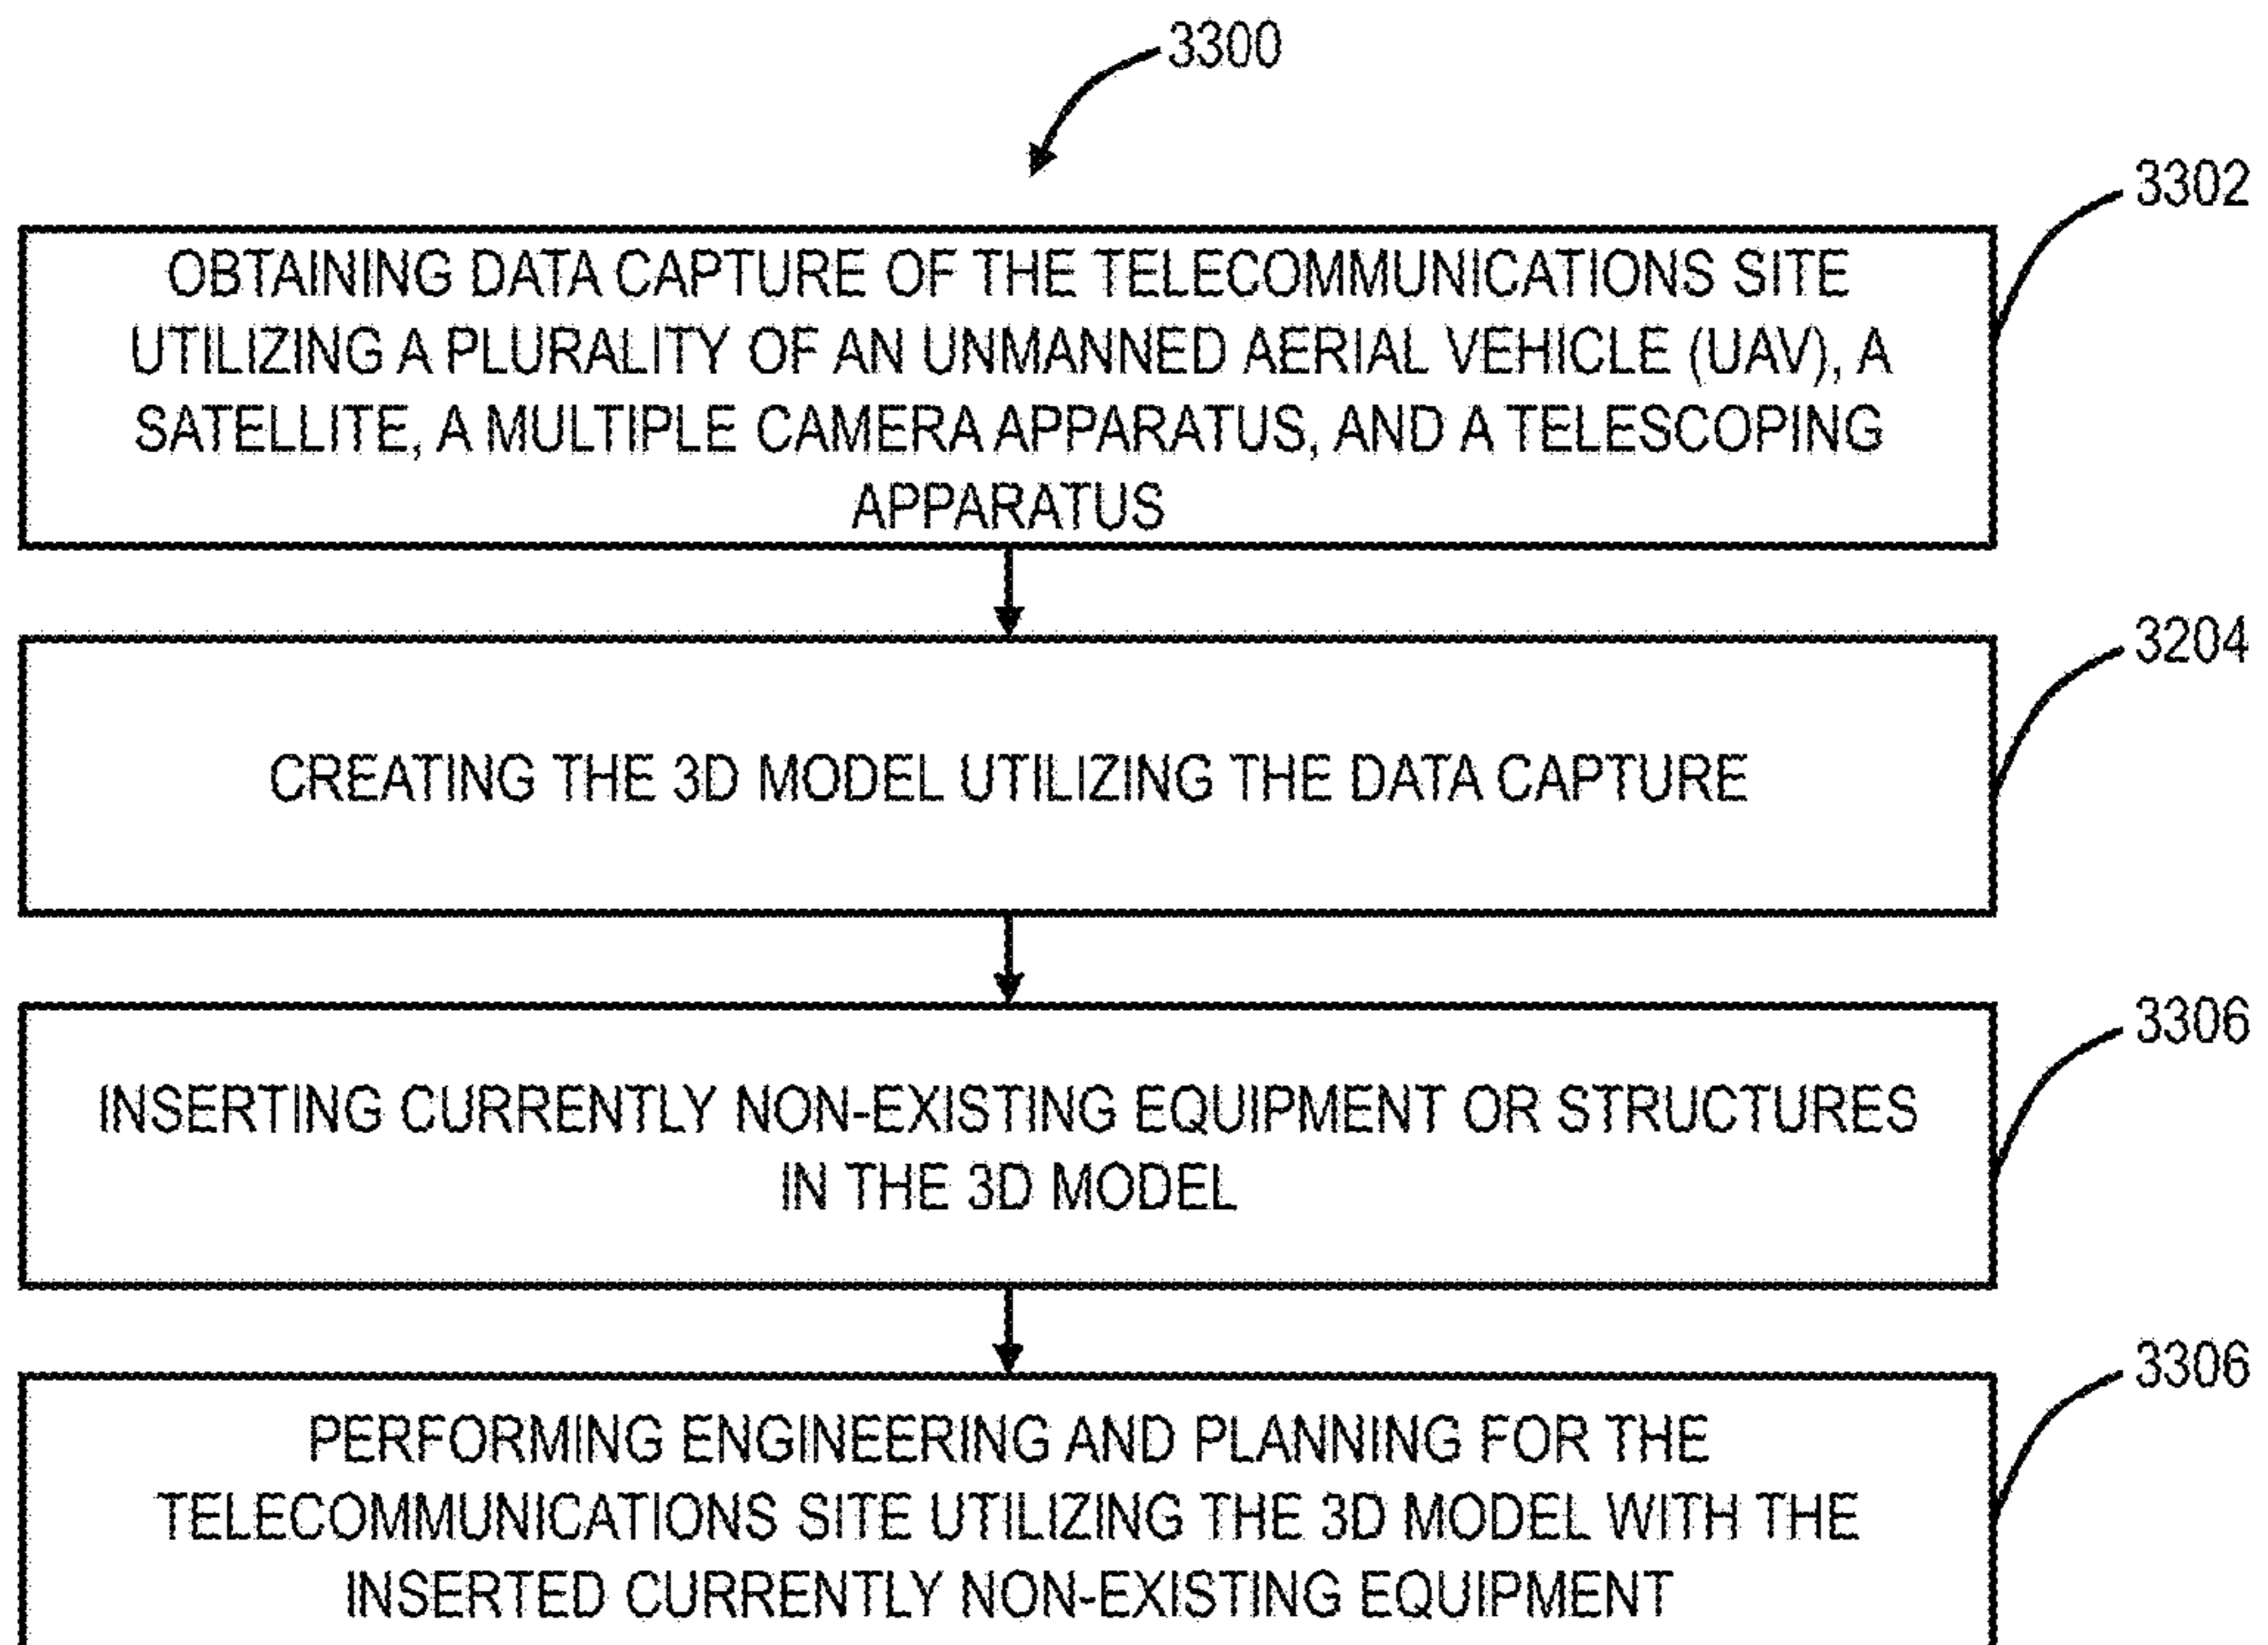 3300
3302
OBTAINING DATA CAPTURE OF THE TELECOMMUNICATIONS SITE
UTILIZING A PLURALITY OF AN UNMANNED AERIAL VEHICLE (UAV), A
SATELLITE, A MULTIPLE CAMERA APPARATUS, AND A TELESCOPING
APPARATUS
3204
CREATING THE 3D MODEL UTILIZING THE DATA CAPTURE
3306
INSERTING CURRENTLY NON-EXISTING EQUIPMENT OR STRUCTURES
IN THE 3D MODEL
3306
PERFORMING ENGINEERING AND PLANNING FOR THE
TELECOMMUNICATIONS SITE UTILIZING THE 3D MODEL WITH THE
INSERTED CURRENTLY NON-EXISTING EQUIPMENT